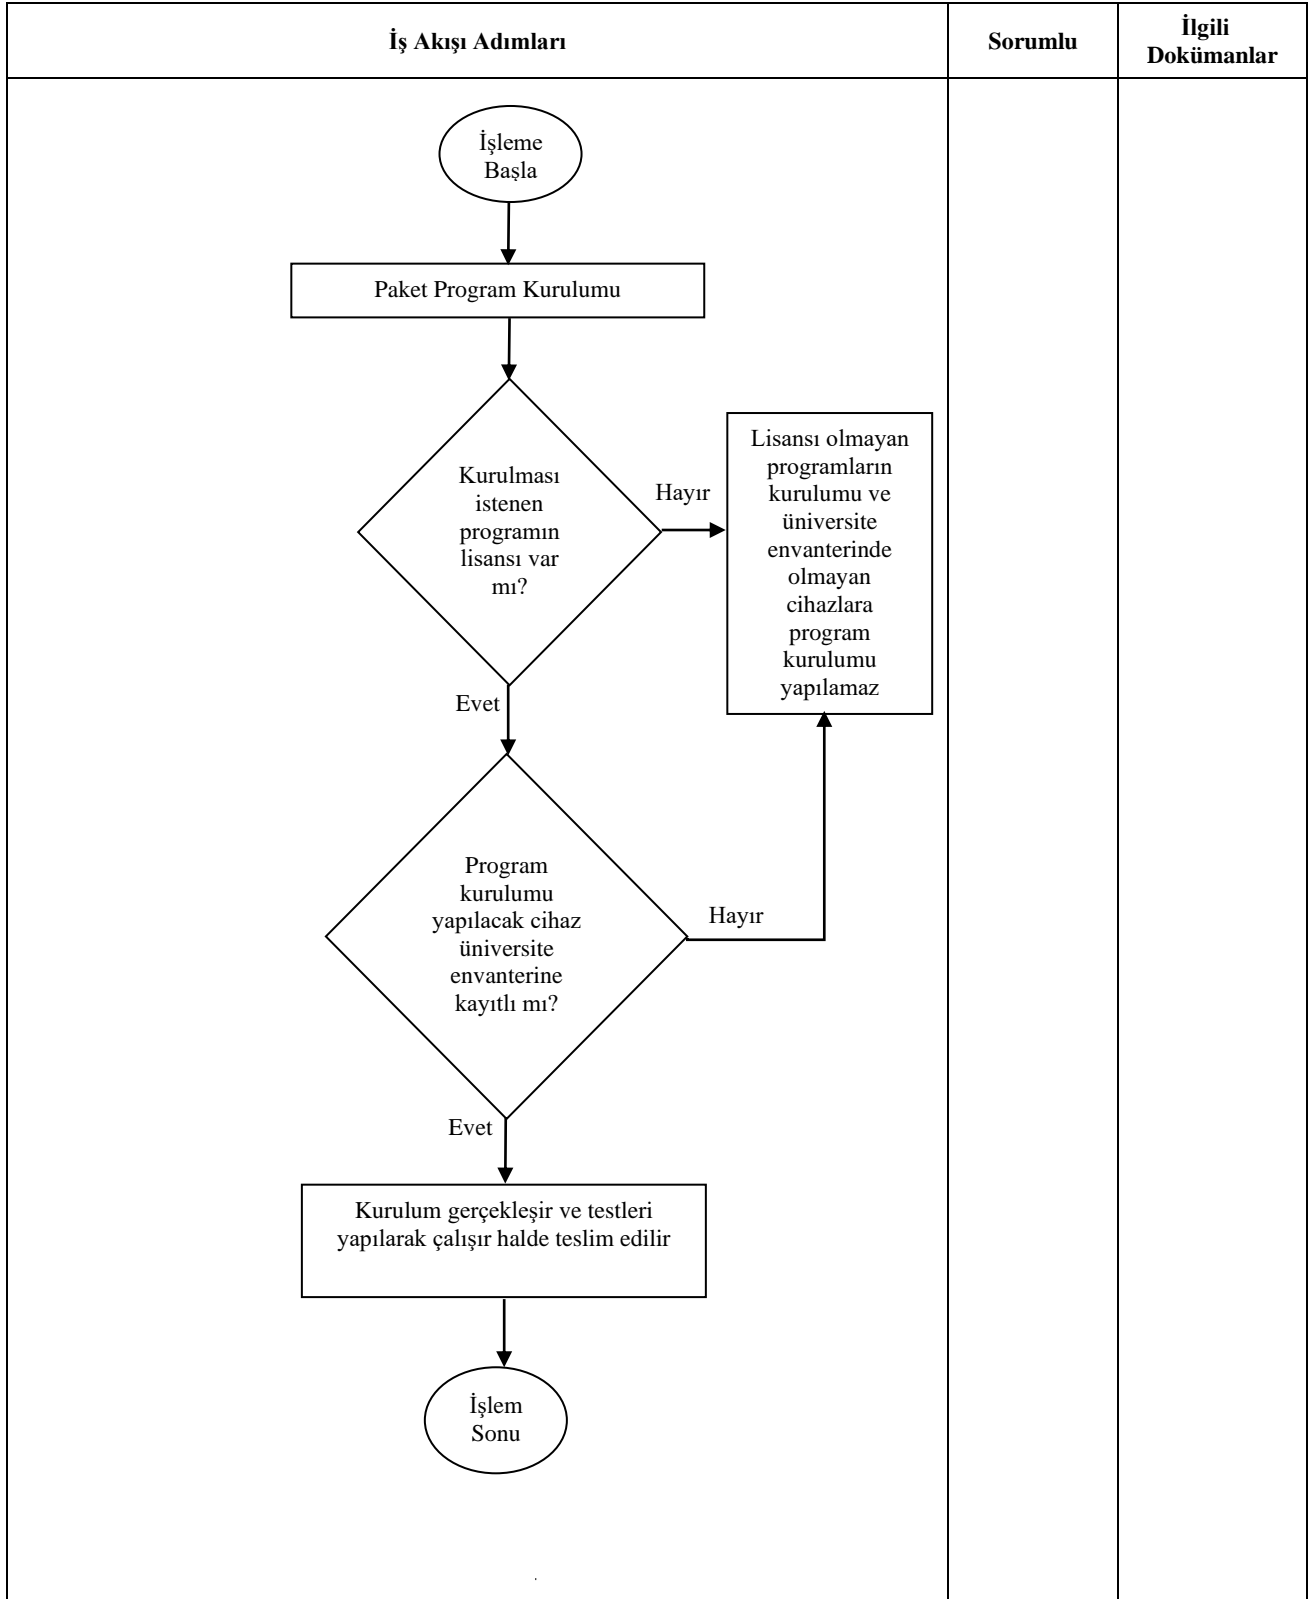 İş Akışı Adımları
Sorumlu
İlgili
Dokümanlar
İşleme
Başla
Paket Program Kurulumu
Kurulması
istenen
programın
lisansı var
mı?
Hayır
Lisansı olmayan
programların
kurulumu ve
üniversite
envanterinde
olmayan
cihazlara
program
kurulumu
yapılamaz
Evet
Program
kurulumu
yapılacak cihaz
üniversite
envanterine
kayıtlı mı?
Hayır
Evet
Kurulum gerçekleşir ve testleri
yapılarak çalışır halde teslim edilir
İşlem
Sonu